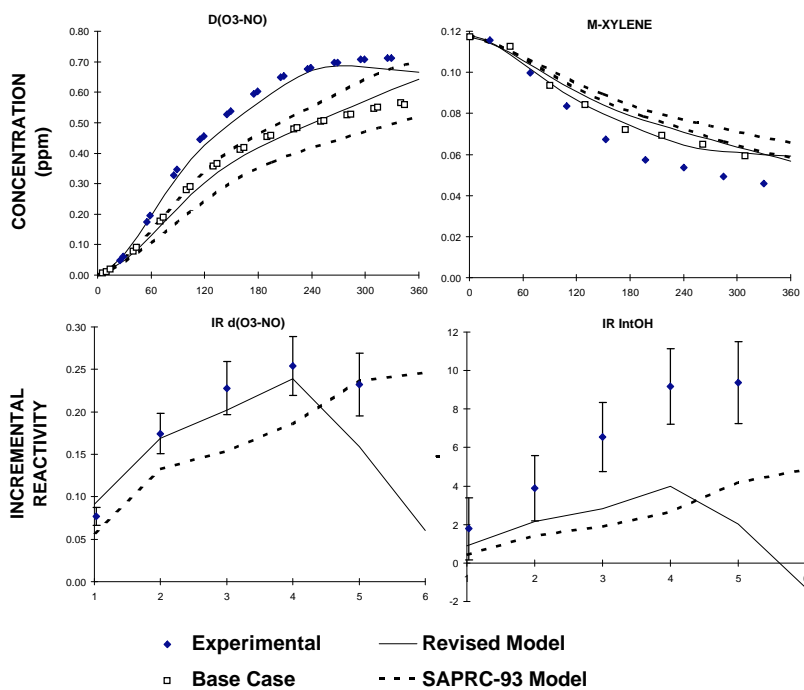 D(O3-NO)
M-XYLENE
CONCENTRATION
(ppm)
0.80
0.70
0.60
0.50
0.40
0.30
0.20
0.10
0.00
0 60 120 180 240 300 360
0.12
0.10
0.08
0.06
0.04
0.02
0.00
0 60 120 180 240 300 360
IR d(O3-NO)
IR IntOH
INCREMENTAL
REACTIVITY
0.30
0.25
0.20
0.15
0.10
0.05
0.00
1 2 3 4 5 6
12
10
8
6
4
2
0
-2
1 2 3 4 5
Experimental
Revised Model
Base Case
SAPRC-93 Model